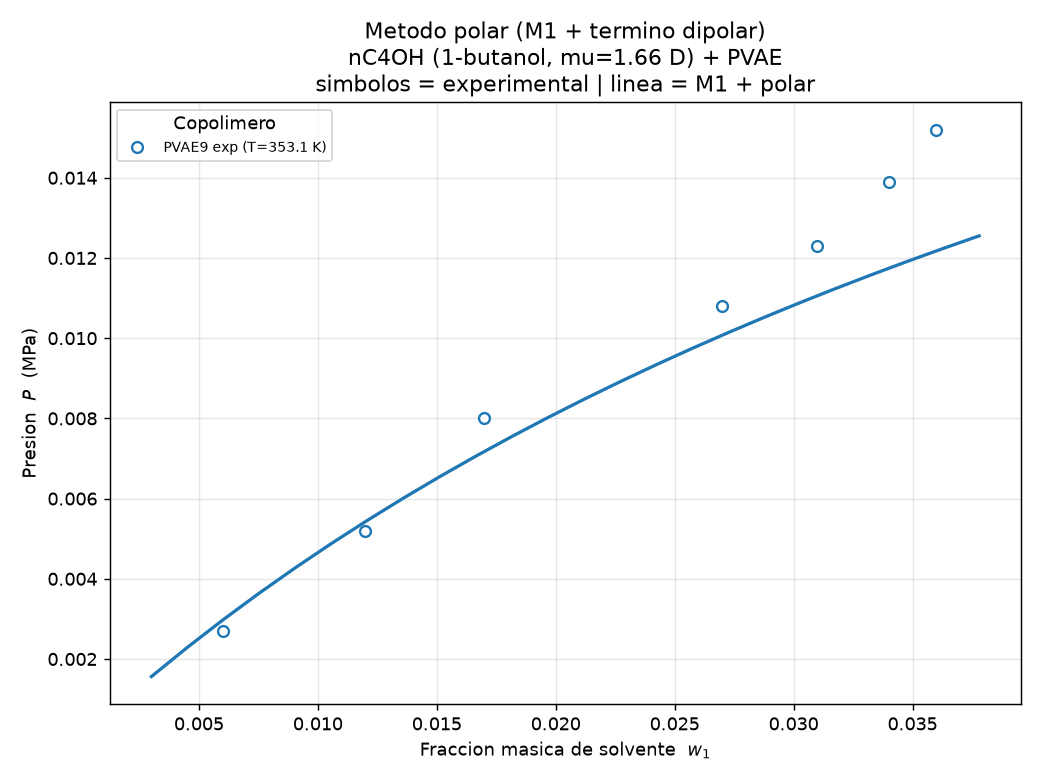 Metodo polar (M1 + termino dipolar)
nC4OH (1-butanol, mu=1.66 D) + PVAE
simbolos = experimental | linea = M1 + polar
Copolimero
PVAE9 exp (T=353.1 K)
Presion P (MPa)
0.014
0.012
0.010
0.008
0.006
0.004
0.002
0.005 0.010 0.015 0.020 0.025 0.030 0.035
Fraccion masica de solvente w₁